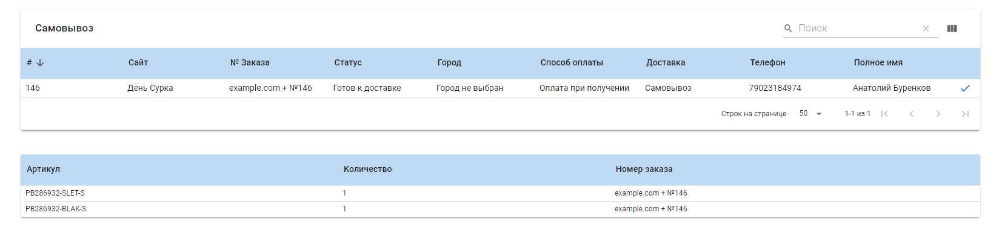 Самовывоз
Поиск
# Сайт № Заказа Статус Город Способ оплаты Доставка Телефон Полное имя
146 День Сурка example.com + №146 Готов к доставке Город не выбран Оплата при получении Самовывоз 79023184974 Анатолий Буренков
Строк на странице 50 1-1 из 1
Артикул Количество Номер заказа
PB286932-SLET-S 1 example.com + №146
PB286932-BLAK-S 1 example.com + №146